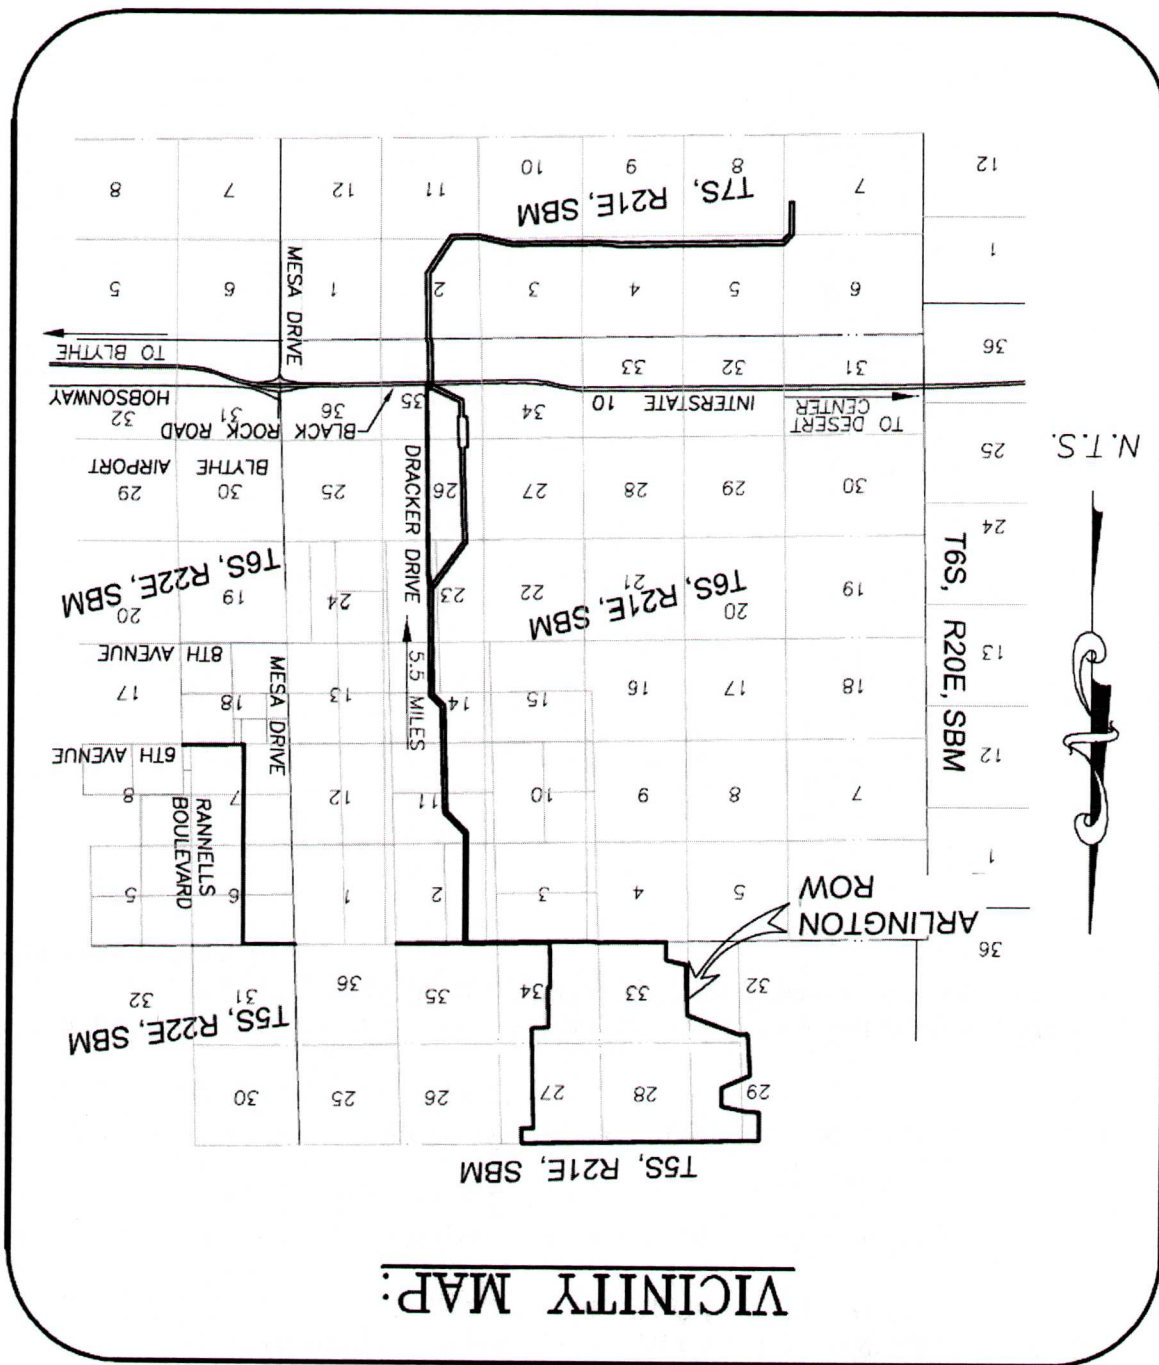 VICINITY MAP:
T5S, R21E, SBM
29 28 27 26 25 30
T5S, R22E, SBM
32 33 34 35 36 31 32
36
ARLINGTON
ROW
1 5 4 3 2 1 6 5
RANNELLS
BOULEVARD
12 7 8 9 10 11 12 7 8
6TH AVENUE
MESA DRIVE
5.5 MILES
T6S, R20E, SBM
13 18 17 16 15 14 13 18 17
8TH AVENUE
T6S, R21E, SBM
T6S, R22E, SBM
24 19 20 21 22 23 24 19 20
DRACKER DRIVE
N.T.S.
25 30 29 28 27 26 25 30 29
BLYTHE AIRPORT
BLACK ROCK ROAD
TO DESERT
CENTER
INTERSTATE 10
34 35 36 31 32
HOBSONWAY
36 31 32 33
TO BLYTHE
MESA DRIVE
1 6 5 4 3 2 1 6 5
T7S, R21E, SBM
12 7 8 9 10 11 12 7 8